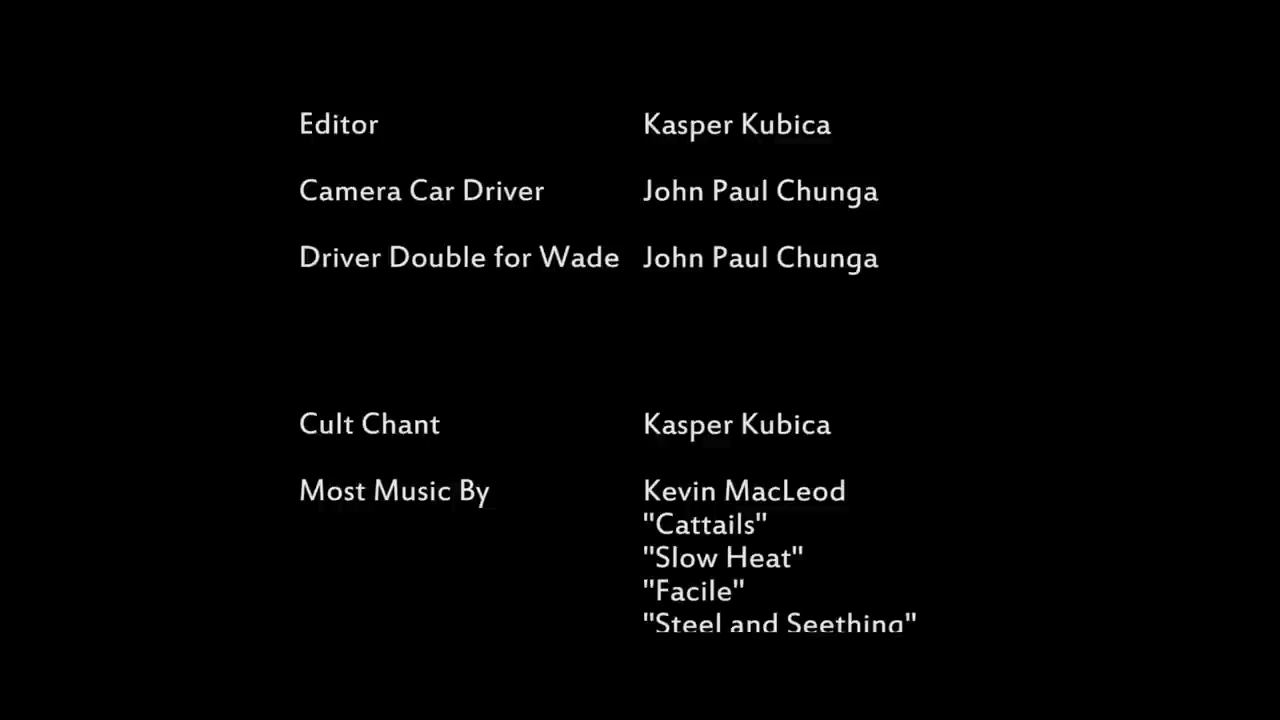 Editor Kasper Kubica
Camera Car Driver John Paul Chunga
Driver Double for Wade John Paul Chunga
Cult Chant Kasper Kubica
Most Music By Kevin MacLeod
"Cattails"
"Slow Heat"
"Facile"
"Steel and Seething"